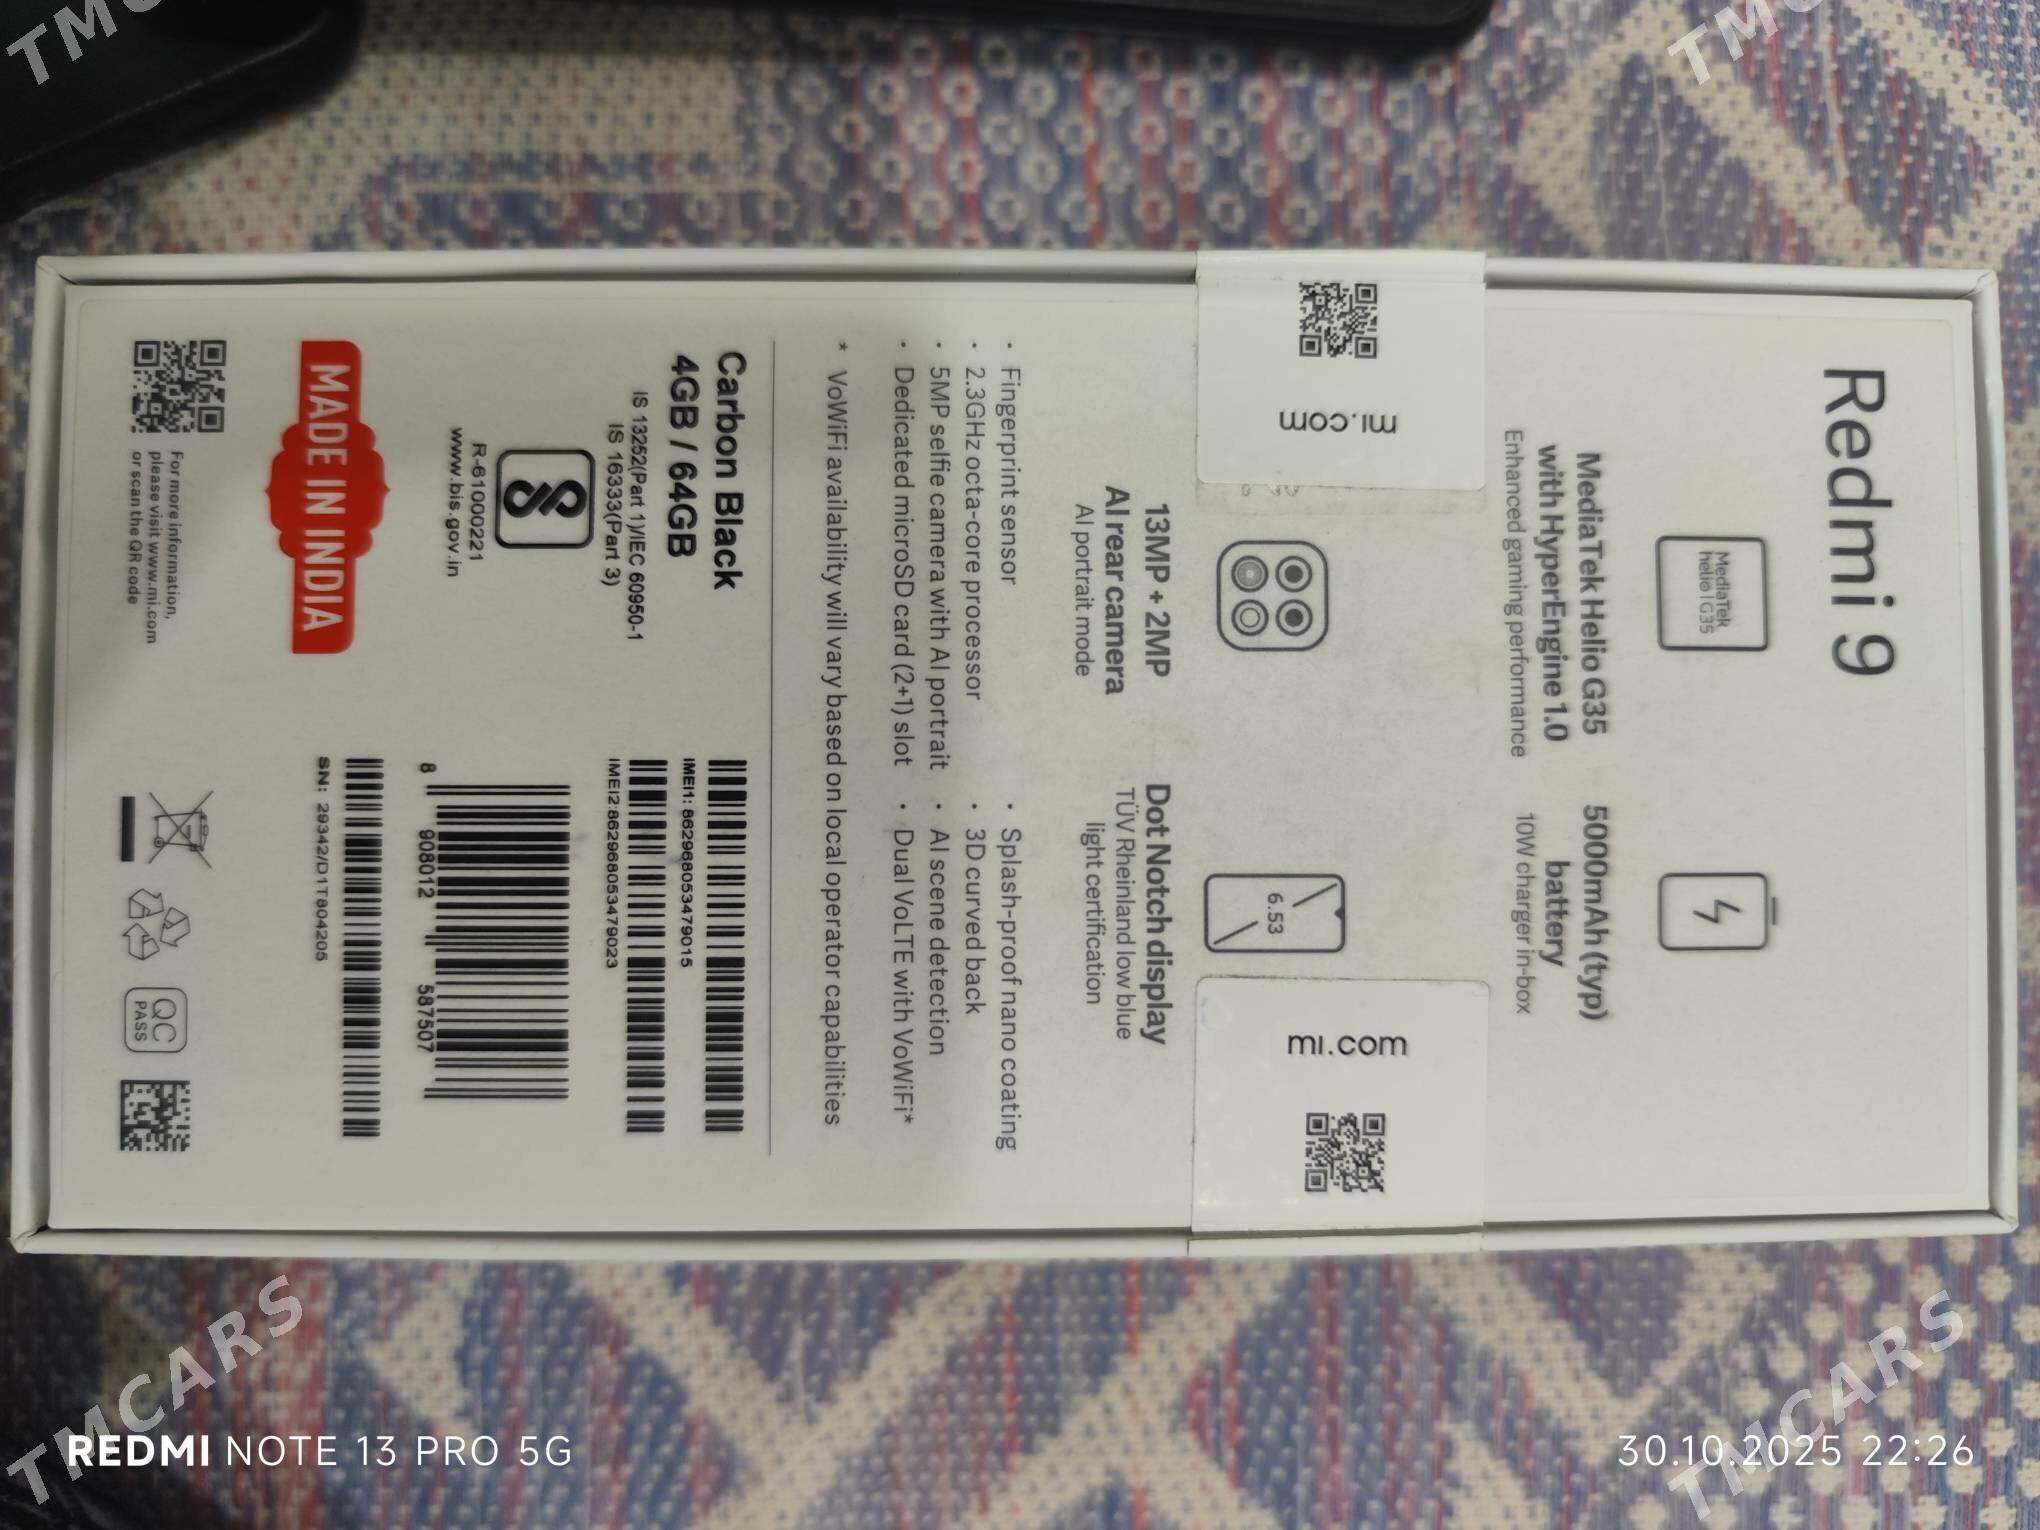 Redmi 9
MediaTek
helio | G35
MediaTek Helio G35
with HyperEngine 1.0
Enhanced gaming performance
5000mAh (typ)
battery
10W charger in-box
mi.com
mi.com
13MP + 2MP
AI rear camera
AI portrait mode
6.53
Dot Notch display
TÜV Rheinland low blue
light certification
· Fingerprint sensor
· 2.3GHz octa-core processor
· 5MP selfie camera with AI portrait
· Dedicated microSD card (2+1) slot
· Splash-proof nano coating
· 3D curved back
· AI scene detection
· Dual VoLTE with VoWiFi*
* VoWiFi availability will vary based on local operator capabilities
Carbon Black
4GB / 64GB
IS 13252(Part 1)/IEC 60950-1
IS 16333(Part 3)
R-61000221
www.bis.gov.in
IMEI1: 862968053479015
IMEI2:862968053479023
8 908012 587507
SN: 29342/D1T804205
MADE IN INDIA
For more information,
please visit www.mi.com
or scan the QR code
QC
PASS
REDMI NOTE 13 PRO 5G
30.10.2025 22:26
TMCARS
TMCARS